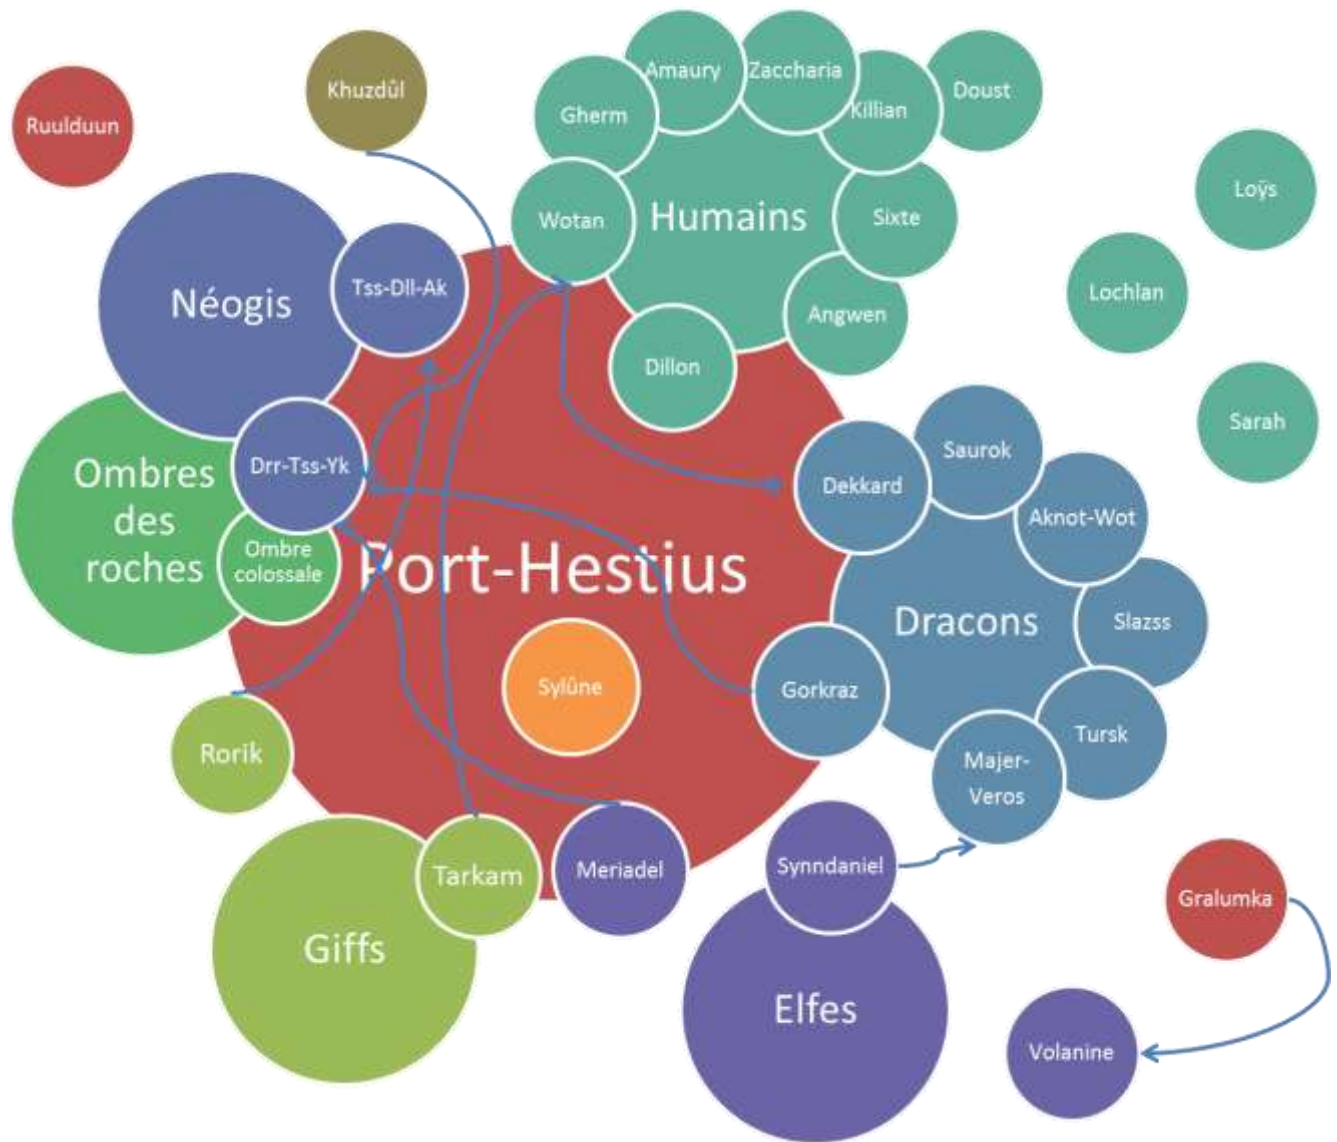 Amaury
Zaccharia
Khuzdûl
Doust
Killian
Gherm
Ruulduun
Loÿs
Wotan
Humains
Sixte
Tss-Dll-Ak
Néogis
Lochlan
Angwen
Dillon
Sarah
Saurok
Drr-Tss-Yk
Dekkard
Ombres
des
roches
Aknot-Wot
Ombre
colossale
Port-Hestius
Dracons
Slazss
Sylûne
Gorkraz
Tursk
Rorik
Majer-
Veros
Synndaniel
Meriadel
Tarkam
Gralumka
Giffs
Elfes
Volanine